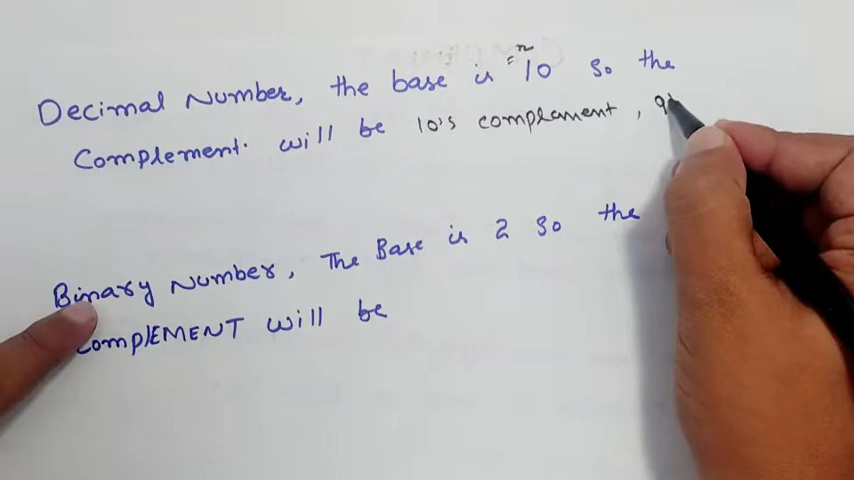 Decimal Number, the base is "r" 10 so the
Complement. will be 10's complement, 9
Binary Number, The Base is 2 So the
COMPLEMENT will be